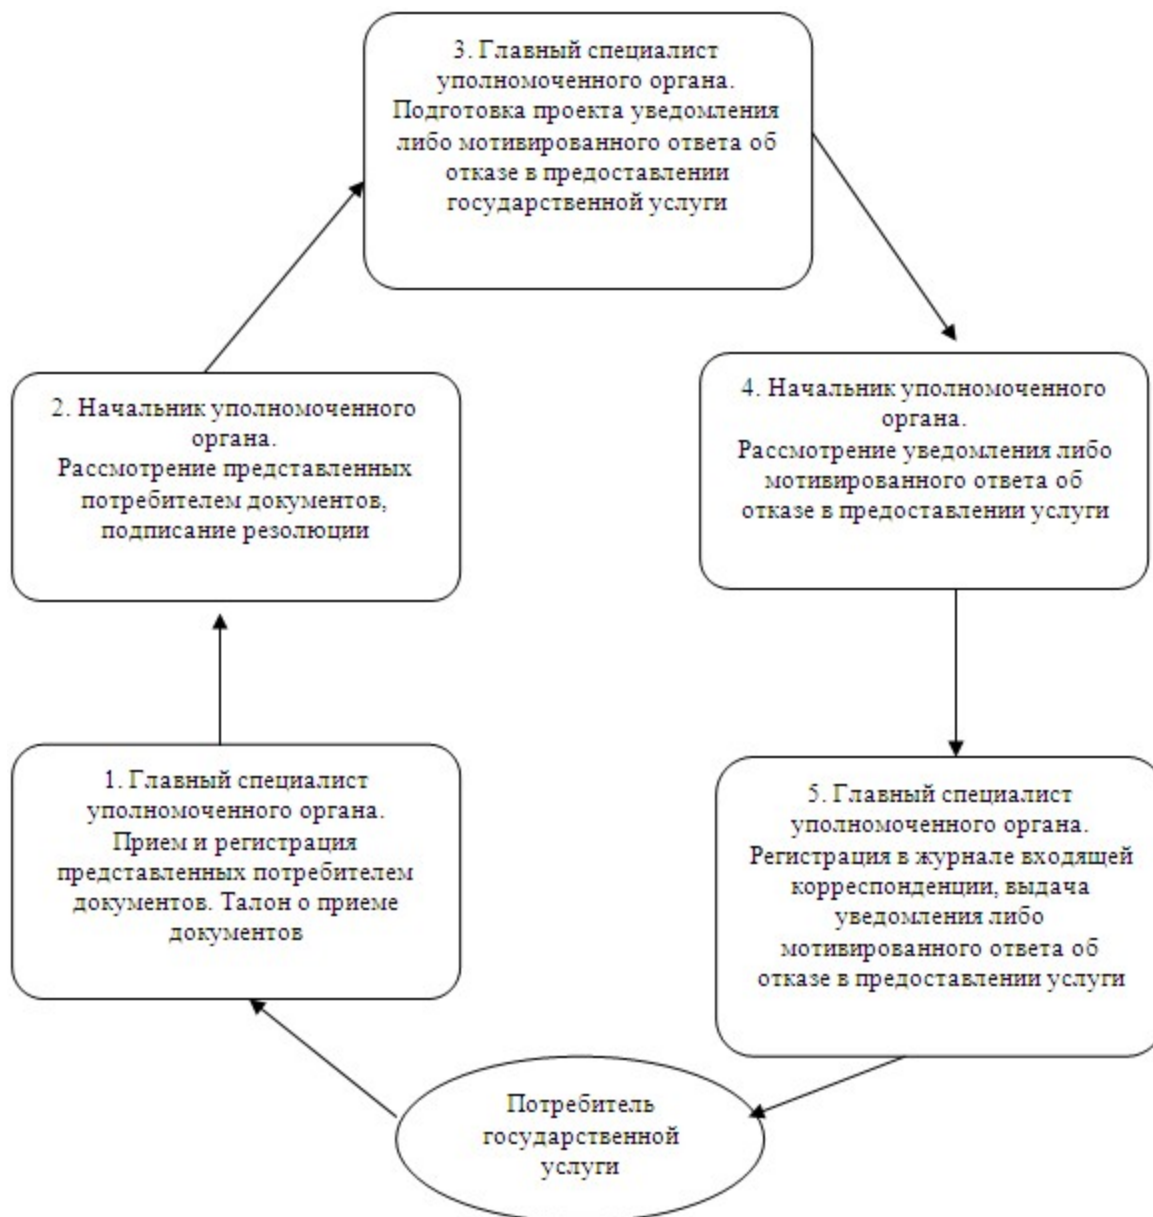 3. Главный специалист
уполномоченного органа.
Подготовка проекта уведомления
либо мотивированного ответа об
отказе в предоставлении
государственной услуги
2. Начальник уполномоченного
органа.
Рассмотрение представленных
потребителем документов,
подписание резолюции
4. Начальник уполномоченного
органа.
Рассмотрение уведомления либо
мотивированного ответа об
отказе в предоставлении услуги
1. Главный специалист
уполномоченного органа.
Прием и регистрация
представленных потребителем
документов. Талон о приеме
документов
5. Главный специалист
уполномоченного органа.
Регистрация в журнале входящей
корреспонденции, выдача
уведомления либо
мотивированного ответа об
отказе в предоставлении услуги
Потребитель
государственной
услуги